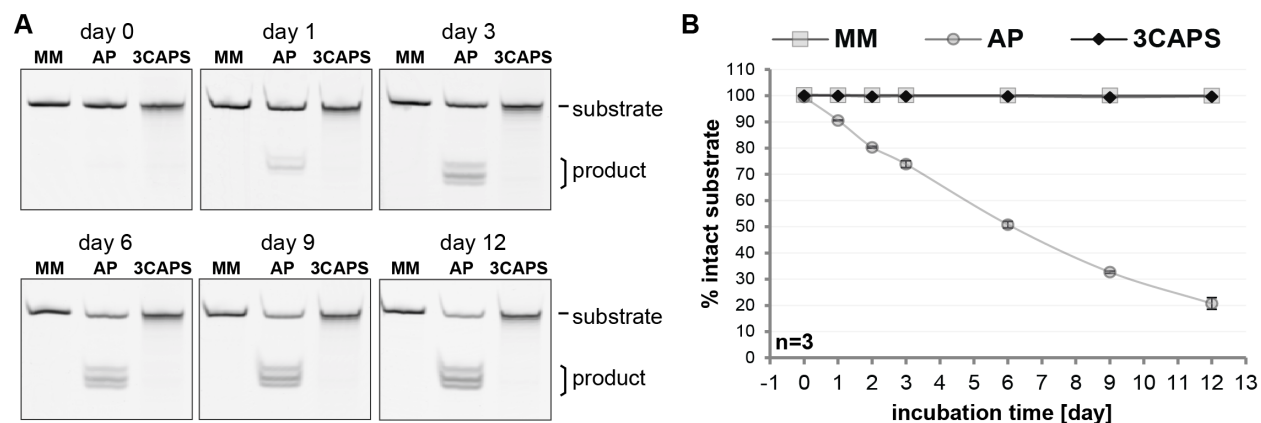 A
day 0 day 1 day 3
MM AP 3CAPS MM AP 3CAPS MM AP 3CAPS
substrate
product
day 6 day 9 day 12
MM AP 3CAPS MM AP 3CAPS MM AP 3CAPS
substrate
product
B
MM AP 3CAPS
% intact substrate
110
100
90
80
70
60
50
40
30
20
10
0
n=3
-1 0 1 2 3 4 5 6 7 8 9 10 11 12 13
incubation time [day]